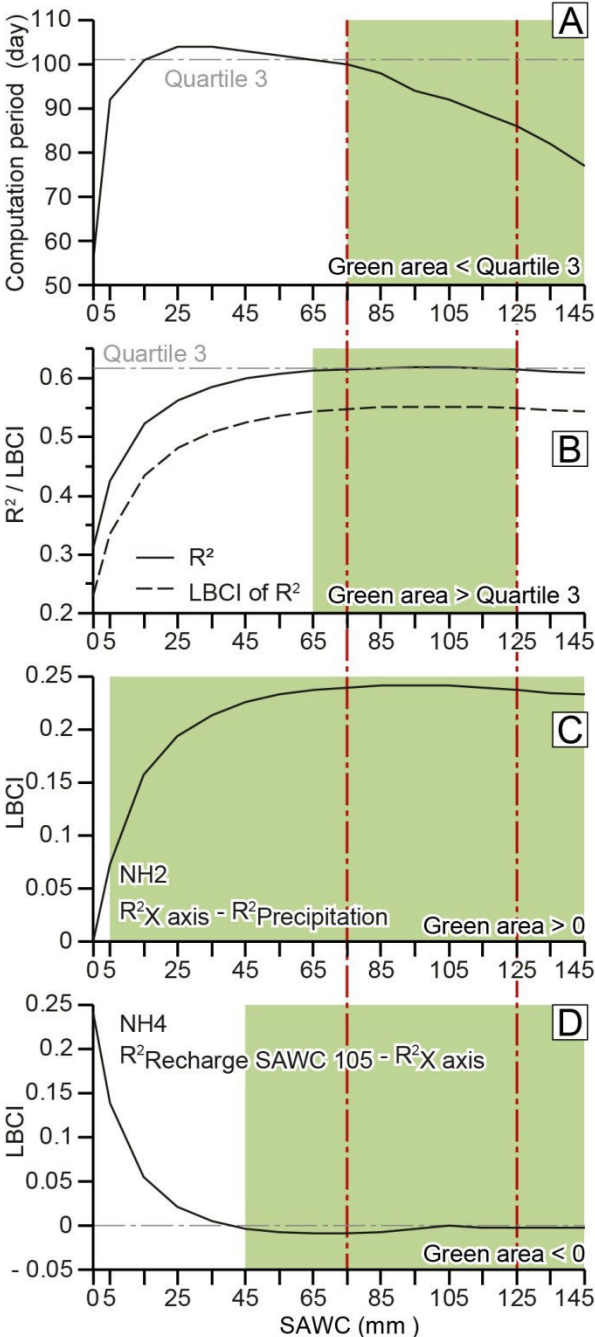 A
Computation period (day)
110
100
90
80
70
60
50
Quartile 3
Green area < Quartile 3
0 5 25 45 65 85 105 125 145
B
R² / LBCI
0.6
0.5
0.4
0.3
0.2
Quartile 3
R²
LBCI of R²
Green area > Quartile 3
0 5 25 45 65 85 105 125 145
C
LBCI
0.25
0.2
0.15
0.1
0.05
0
NH2
R²X axis - R²Precipitation
Green area > 0
0 5 25 45 65 85 105 125 145
D
LBCI
0.25
0.2
0.15
0.1
0.05
0
- 0.05
NH4
R²Recharge SAWC 105 - R²X axis
Green area < 0
0 5 25 45 65 85 105 125 145
SAWC (mm )